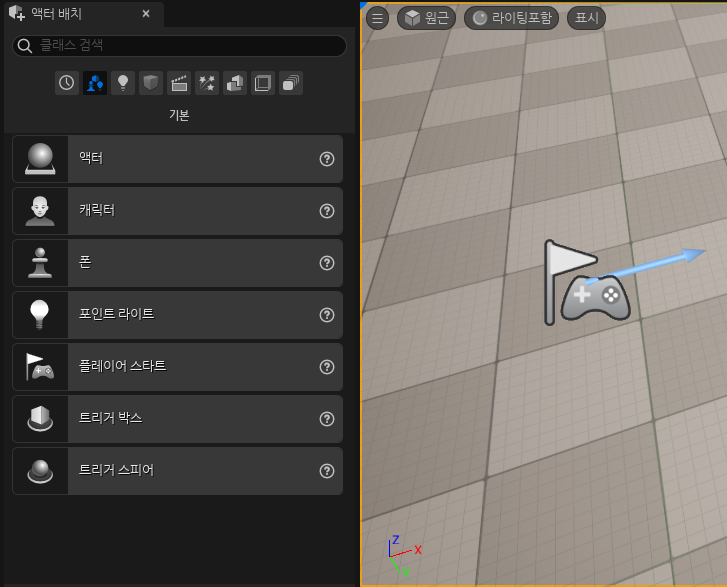 액터 배치
클래스 검색
원근
라이팅포함
표시
기본
액터
캐릭터
폰
포인트 라이트
플레이어 스타트
트리거 박스
트리거 스피어
Z
X
Y